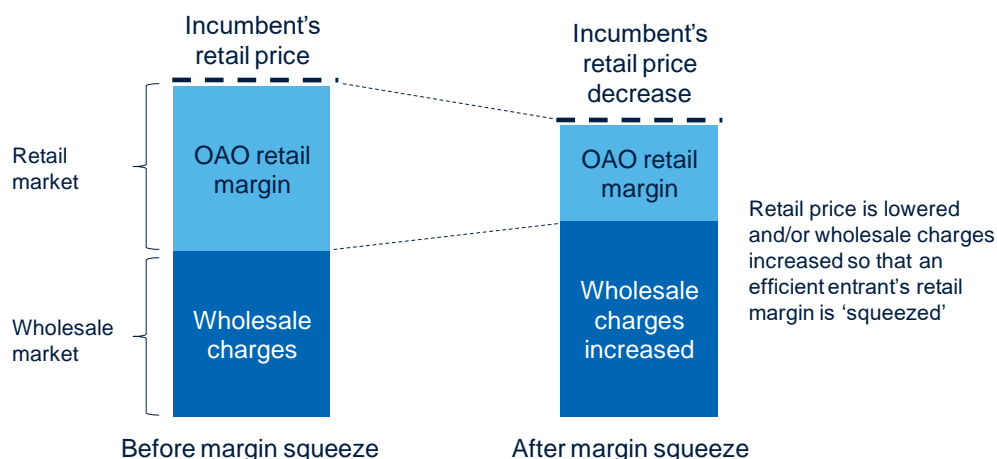 Incumbent's
retail price
Incumbent's
retail price
decrease
Retail
market
OAO retail
margin
OAO retail
margin
Retail price is lowered
and/or wholesale charges
increased so that an
efficient entrant's retail
margin is ‘squeezed’
Wholesale
market
Wholesale
charges
Wholesale
charges
increased
Before margin squeeze
After margin squeeze